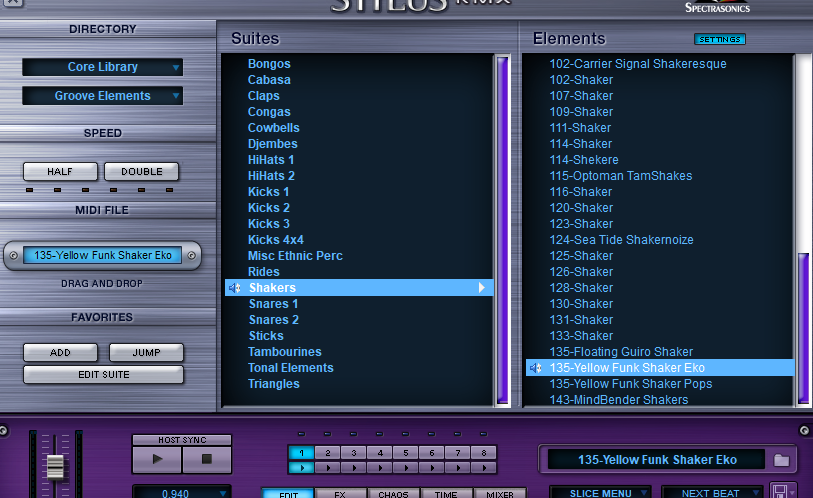 STYLUS RMX
SPECTRASONICS
DIRECTORY
Core Library
Groove Elements
SPEED
HALF
DOUBLE
MIDI FILE
135-Yellow Funk Shaker Eko
DRAG AND DROP
FAVORITES
ADD
JUMP
EDIT SUITE
Suites
Bongos
Cabasa
Claps
Congas
Cowbells
Djembes
HiHats 1
HiHats 2
Kicks 1
Kicks 2
Kicks 3
Kicks 4x4
Misc Ethnic Perc
Rides
Shakers
Snares 1
Snares 2
Sticks
Tambourines
Tonal Elements
Triangles
Elements
SETTINGS
102-Carrier Signal Shakeresque
102-Shaker
107-Shaker
109-Shaker
111-Shaker
114-Shaker
114-Shekere
115-Optoman TamShakes
116-Shaker
120-Shaker
123-Shaker
124-Sea Tide Shakernoize
125-Shaker
126-Shaker
128-Shaker
130-Shaker
131-Shaker
133-Shaker
135-Floating Guiro Shaker
135-Yellow Funk Shaker Eko
135-Yellow Funk Shaker Pops
143-MindBender Shakers
HOST SYNC
0.940
1 2 3 4 5 6 7 8
EDIT FX CHAOS TIME MIXER
135-Yellow Funk Shaker Eko
SLICE MENU
NEXT BEAT